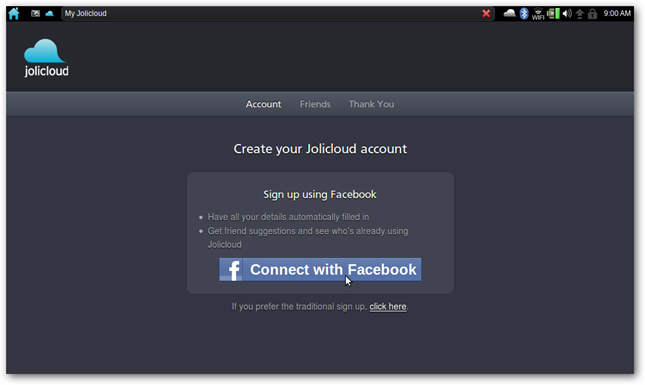 My Jolicloud
WIFI
9:00 AM
jolicloud
Account Friends Thank You
Create your Jolicloud account
Sign up using Facebook
Have all your details automatically filled in
Get friend suggestions and see who's already using
Jolicloud
f Connect with Facebook
If you prefer the traditional sign up, click here.